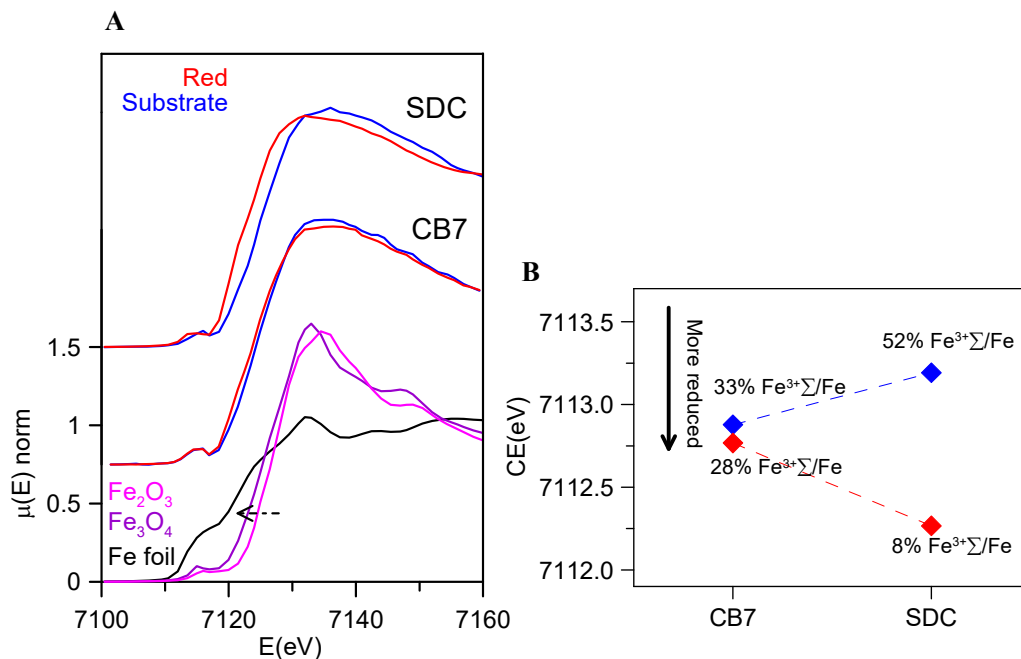 A
Red
Substrate
SDC
CB7
1.5
1
0.5
0
μ(E) norm
Fe₂O₃
Fe₃O₄
Fe foil
7100
7120
7140
7160
E(eV)
B
7113.5
7113.0
7112.5
7112.0
CE(eV)
More reduced
52% Fe³⁺∑/Fe
33% Fe³⁺∑/Fe
28% Fe³⁺∑/Fe
8% Fe³⁺∑/Fe
CB7
SDC